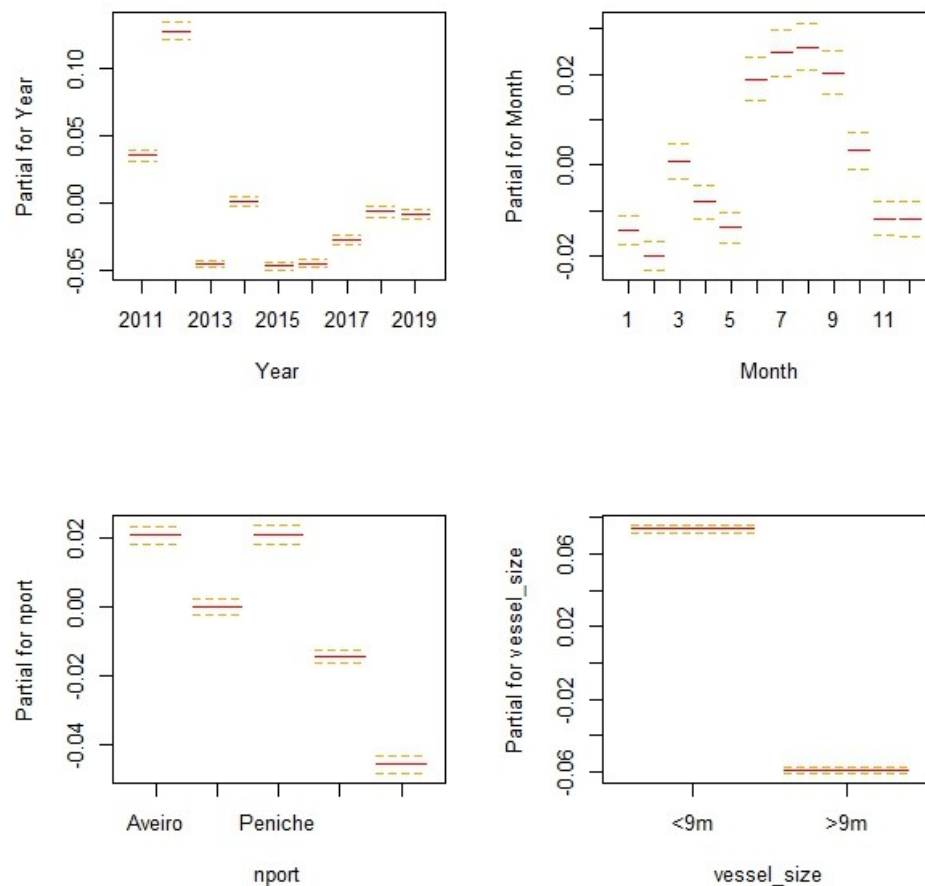 Partial for Year
0.10
0.05
0.00
-0.05
2011 2013 2015 2017 2019
Year
Partial for Month
0.02
0.00
-0.02
1 3 5 7 9 11
Month
Partial for nport
0.02
0.00
-0.02
-0.04
Aveiro Peniche
nport
Partial for vessel_size
0.06
0.02
-0.02
-0.06
<9m >9m
vessel_size